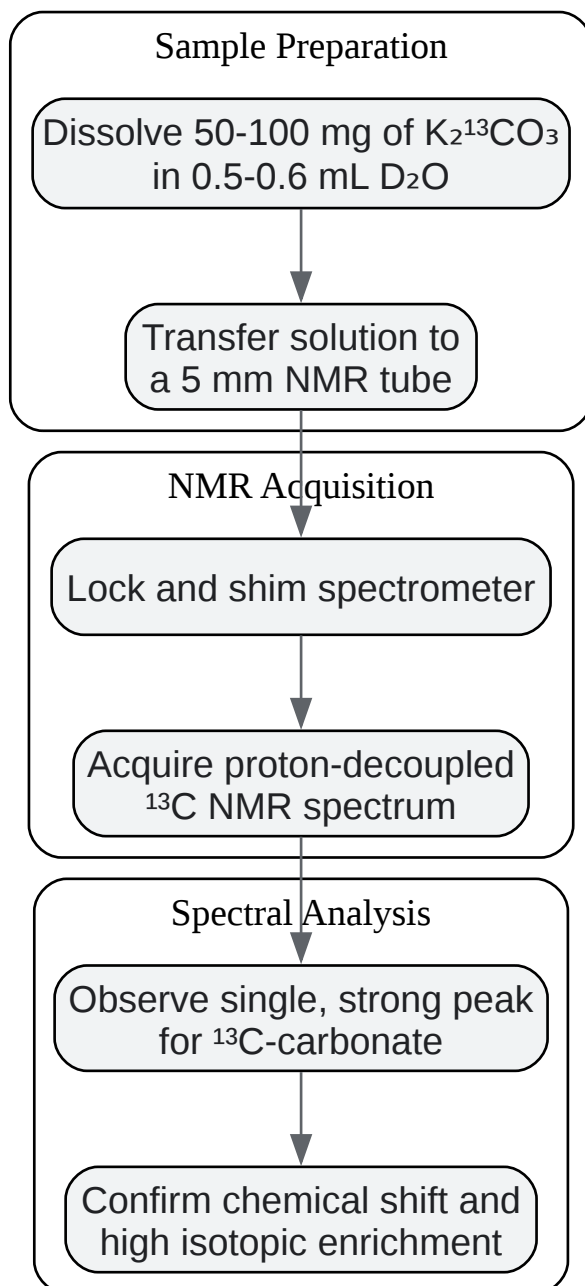 Sample Preparation
Dissolve 50-100 mg of K₂¹³CO₃
in 0.5-0.6 mL D₂O
Transfer solution to
a 5 mm NMR tube
NMR Acquisition
Lock and shim spectrometer
Acquire proton-decoupled
¹³C NMR spectrum
Spectral Analysis
Observe single, strong peak
for ¹³C-carbonate
Confirm chemical shift and
high isotopic enrichment